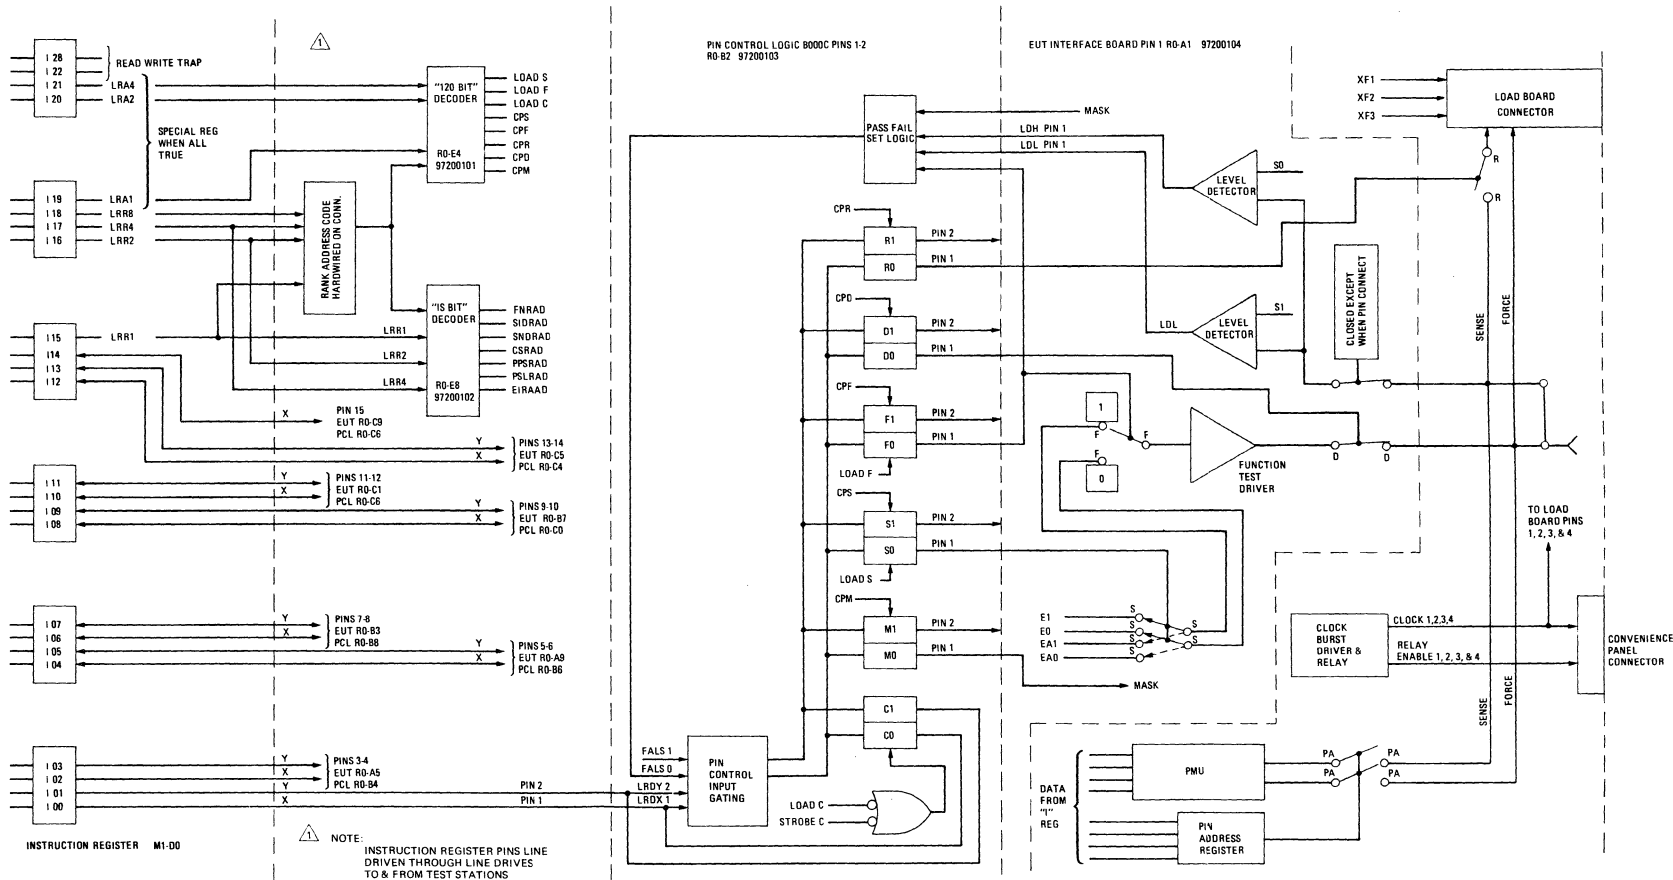 PIN CONTROL LOGIC B000C PINS 1-2
R0-B2 97200103
EUT INTERFACE BOARD PIN 1 R0-A1 97200104
1
I 28
I 22
I 21
I 20
READ WRITE TRAP
LRA4
LRA2
SPECIAL REG
WHEN ALL
TRUE
I 19
I 18
I 17
I 16
LRA1
LRR8
LRR4
LRR2
I 15
I 14
I 13
I 12
LRR1
RANK ADDRESS CODE
HARDWIRED ON CONN.
"120 BIT"
DECODER
R0-E4
97200101
LOAD S
LOAD F
LOAD C
CPS
CPF
CPR
CPD
CPM
"IS BIT"
DECODER
R0-E8
97200102
LRR1
LRR2
LRR4
FNRAD
SIDRAD
SNDRAD
CSRAD
PPSRAD
PSLRAD
EIRAAD
X
PIN 15
EUT R0-C9
PCL R0-C6
Y
X
PINS 13-14
EUT R0-C5
PCL R0-C4
I 11
I 10
I 09
I 08
Y
X
PINS 11-12
EUT R0-C1
PCL R0-C6
Y
X
PINS 9-10
EUT R0-B7
PCL R0-C0
I 07
I 06
I 05
I 04
Y
X
PINS 7-8
EUT R0-B3
PCL R0-B8
Y
X
PINS 5-6
EUT R0-A9
PCL R0-B6
I 03
I 02
I 01
I 00
Y
X
Y
X
PINS 3-4
EUT R0-A5
PCL R0-B4
PIN 2
PIN 1
INSTRUCTION REGISTER M1-D0
1
NOTE:
INSTRUCTION REGISTER PINS LINE
DRIVEN THROUGH LINE DRIVES
TO & FROM TEST STATIONS
FALS 1
FALS 0
LRDY 2
LRDX 1
PIN
CONTROL
INPUT
GATING
PASS FAIL
SET LOGIC
MASK
LDH PIN 1
LDL PIN 1
CPR
R1
R0
PIN 2
PIN 1
CPD
D1
D0
PIN 2
PIN 1
CPF
F1
F0
PIN 2
PIN 1
LOAD F
CPS
S1
S0
PIN 2
PIN 1
LOAD S
CPM
M1
M0
PIN 2
PIN 1
MASK
C1
C0
LOAD C
STROBE C
LEVEL
DETECTOR
S0
LDL
LEVEL
DETECTOR
S1
CLOSED EXCEPT
WHEN PIN CONNECT
1
F
F
F
0
FUNCTION
TEST
DRIVER
D
D
E1
E0
EA1
EA0
S
S
S
S
S
S
XF1
XF2
XF3
LOAD BOARD
CONNECTOR
R
R
SENSE
FORCE
TO LOAD
BOARD PINS
1, 2, 3, & 4
CLOCK
BURST
DRIVER &
RELAY
CLOCK 1,2,3,4
RELAY
ENABLE 1, 2, 3, & 4
CONVENIENCE
PANEL
CONNECTOR
SENSE
FORCE
DATA
FROM
"I"
REG
PMU
PIN
ADDRESS
REGISTER
PA
PA
PA
PA